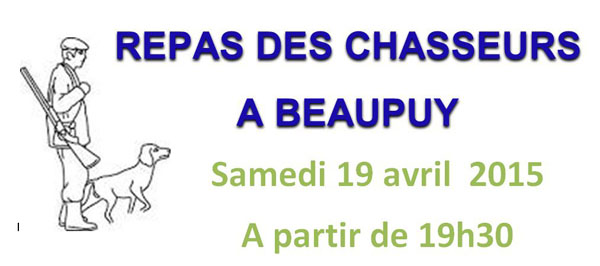 REPAS DES CHASSEURS
A BEAUPUY
Samedi 19 avril 2015
A partir de 19h30